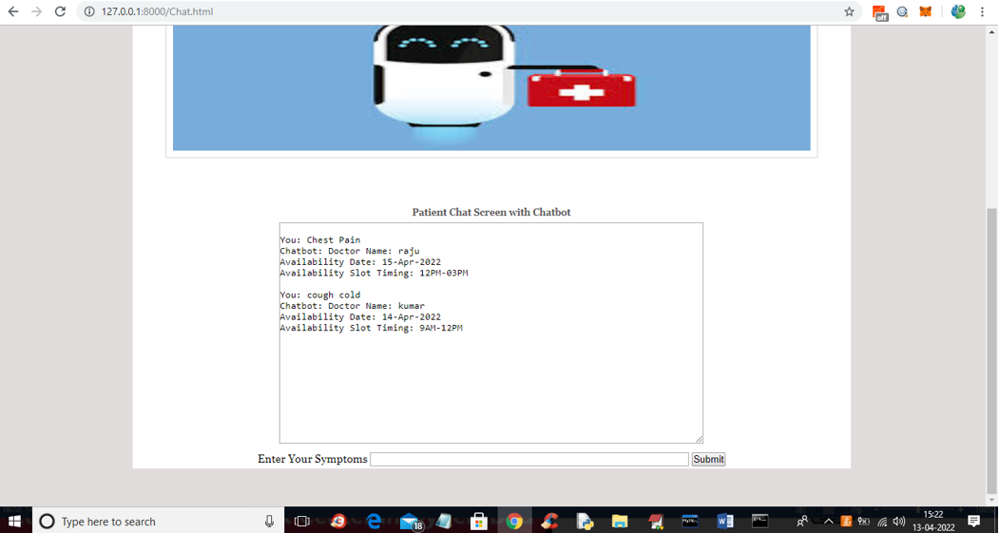 127.0.0.1:8000/Chat.html
off
Patient Chat Screen with Chatbot
You: Chest Pain
Chatbot: Doctor Name: raju
Availability Date: 15-Apr-2022
Availability Slot Timing: 12PM-03PM
You: cough cold
Chatbot: Doctor Name: kumar
Availability Date: 14-Apr-2022
Availability Slot Timing: 9AM-12PM
Enter Your Symptoms
Submit
Type here to search
18
15:22
13-04-2022